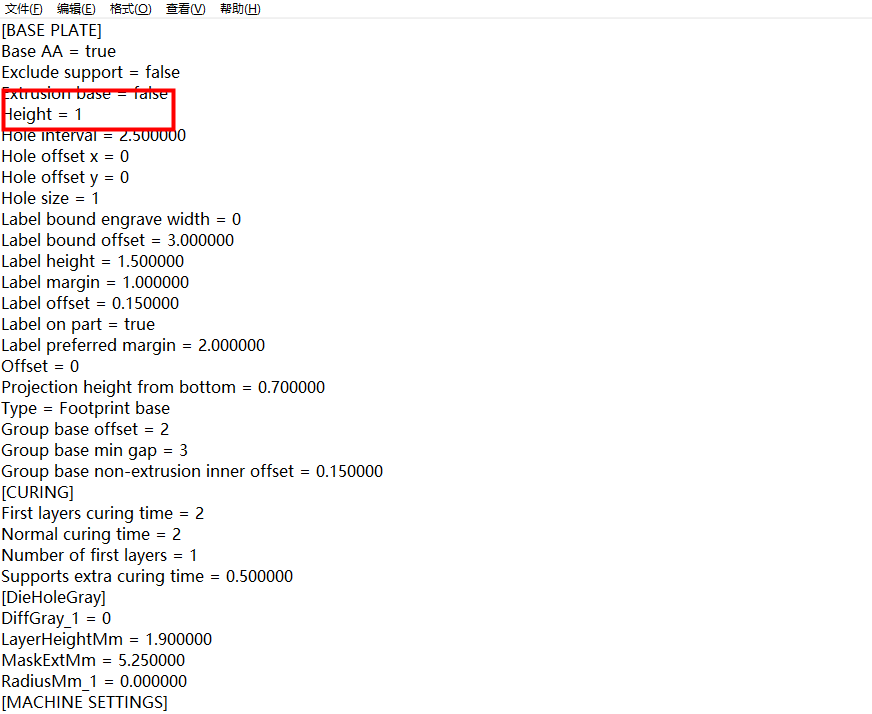 文件(F) 编辑(E) 格式(O) 查看(V) 帮助(H)
[BASE PLATE]
Base AA = true
Exclude support = false
Extrusion base = false
Height = 1
Hole interval = 2.500000
Hole offset x = 0
Hole offset y = 0
Hole size = 1
Label bound engrave width = 0
Label bound offset = 3.000000
Label height = 1.500000
Label margin = 1.000000
Label offset = 0.150000
Label on part = true
Label preferred margin = 2.000000
Offset = 0
Projection height from bottom = 0.700000
Type = Footprint base
Group base offset = 2
Group base min gap = 3
Group base non-extrusion inner offset = 0.150000
[CURING]
First layers curing time = 2
Normal curing time = 2
Number of first layers = 1
Supports extra curing time = 0.500000
[DieHoleGray]
DiffGray_1 = 0
LayerHeightMm = 1.900000
MaskExtMm = 5.250000
RadiusMm_1 = 0.000000
[MACHINE SETTINGS]